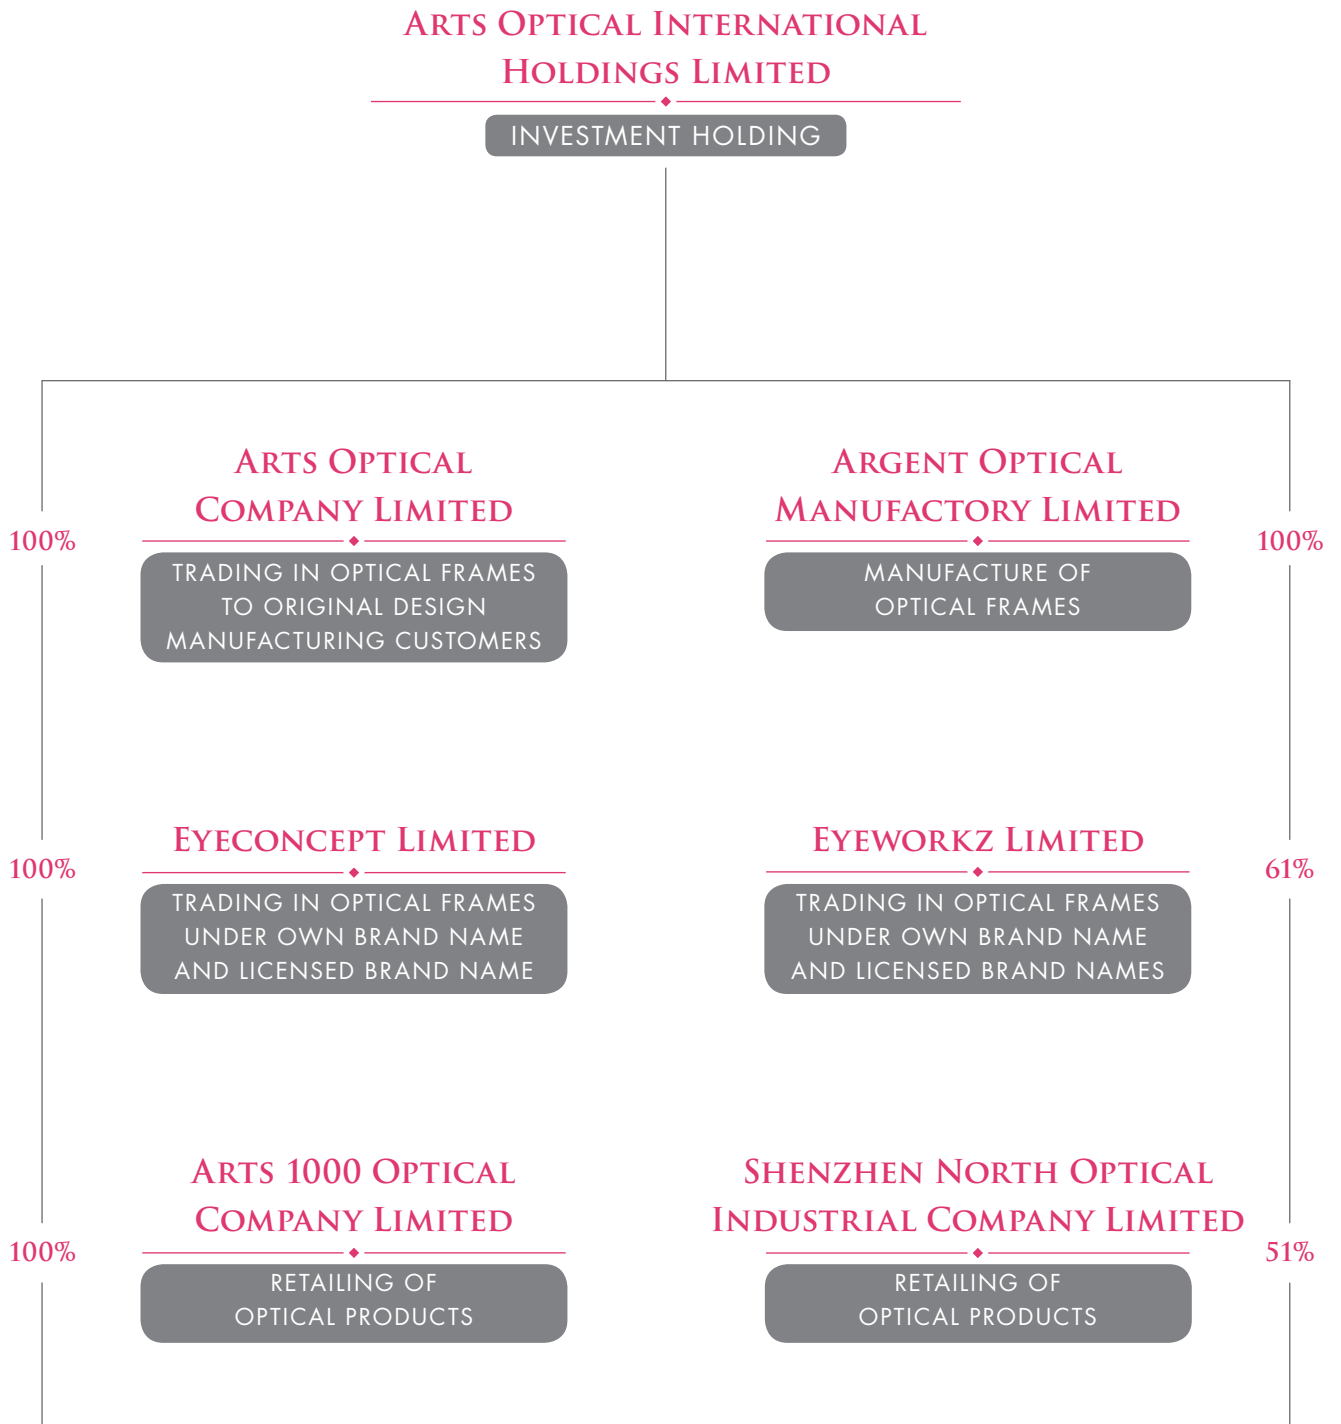 Arts Optical International
Holdings Limited
INVESTMENT HOLDING
Arts Optical
Company Limited
100%
TRADING IN OPTICAL FRAMES
TO ORIGINAL DESIGN
MANUFACTURING CUSTOMERS
Argent Optical
Manufactory Limited
100%
MANUFACTURE OF
OPTICAL FRAMES
Eyeconcept Limited
100%
TRADING IN OPTICAL FRAMES
UNDER OWN BRAND NAME
AND LICENSED BRAND NAME
Eyeworkz Limited
61%
TRADING IN OPTICAL FRAMES
UNDER OWN BRAND NAME
AND LICENSED BRAND NAMES
Arts 1000 Optical
Company Limited
100%
RETAILING OF
OPTICAL PRODUCTS
Shenzhen North Optical
Industrial Company Limited
51%
RETAILING OF
OPTICAL PRODUCTS